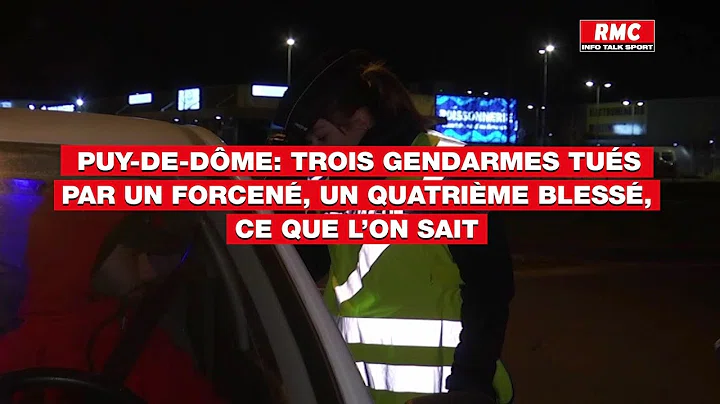 RMC
INFO TALK SPORT
POISSONNERIE
PUY-DE-DÔME: TROIS GENDARMES TUÉS
PAR UN FORCENÉ, UN QUATRIÈME BLESSÉ,
CE QUE L'ON SAIT